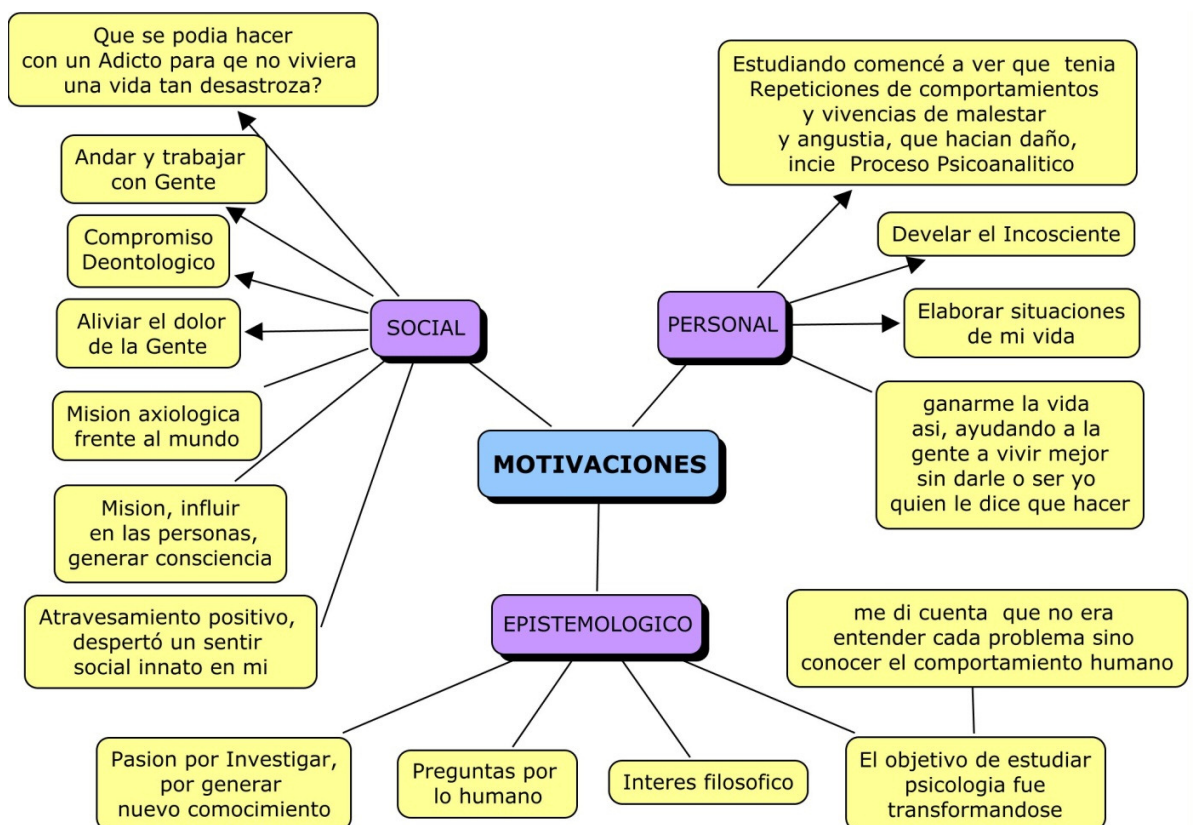 Que se podia hacer
con un Adicto para qe no viviera
una vida tan desastroza?
Andar y trabajar
con Gente
Compromiso
Deontologico
Aliviar el dolor
de la Gente
Mision axiologica
frente al mundo
Mision, influir
en las personas,
generar consciencia
Atravesamiento positivo,
despertó un sentir
social innato en mi
SOCIAL
Estudiando comencé a ver que tenia
Repeticiones de comportamientos
y vivencias de malestar
y angustia, que hacian daño,
incie Proceso Psicoanalitico
Develar el Incosciente
Elaborar situaciones
de mi vida
ganarme la vida
asi, ayudando a la
gente a vivir mejor
sin darle o ser yo
quien le dice que hacer
PERSONAL
MOTIVACIONES
EPISTEMOLOGICO
me di cuenta que no era
entender cada problema sino
conocer el comportamiento humano
Pasion por Investigar,
por generar
nuevo comocimiento
Preguntas por
lo humano
Interes filosofico
El objetivo de estudiar
psicologia fue
transformandose